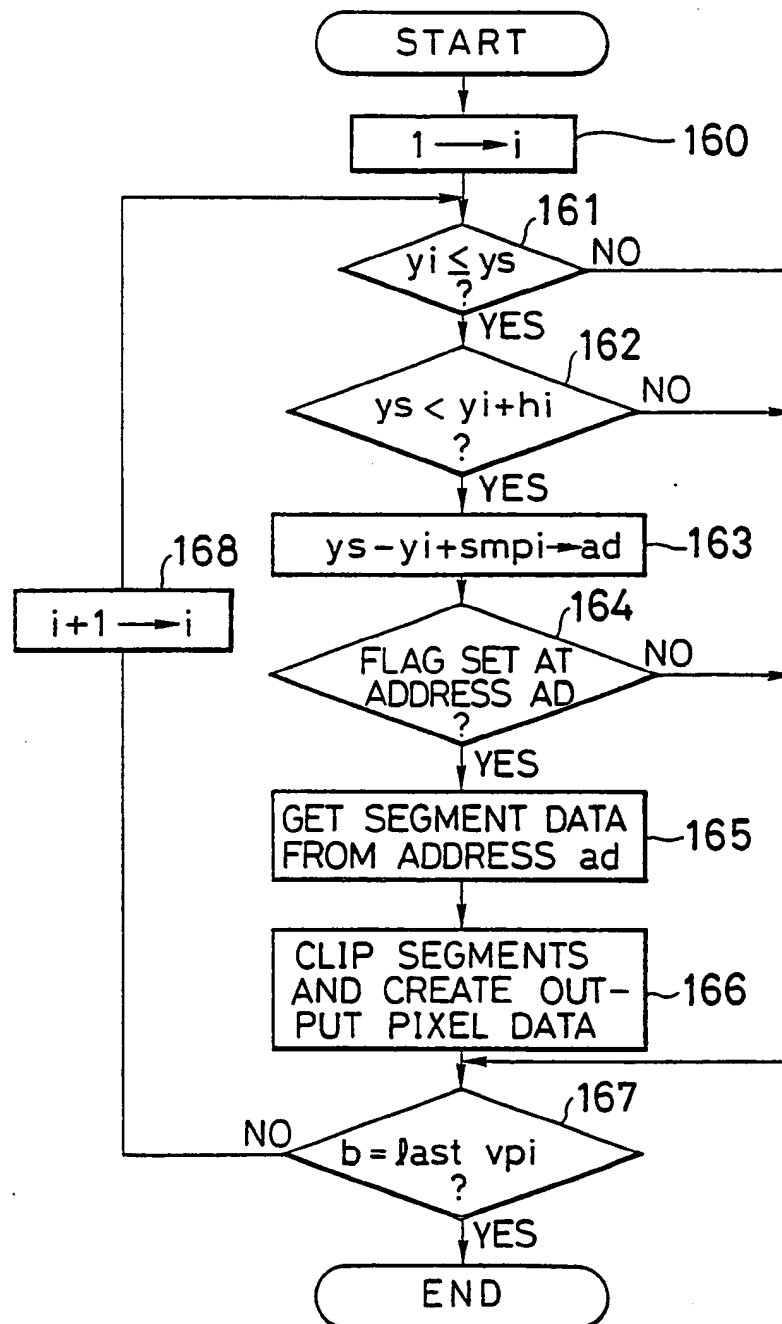 START
1 → i
160
161
yi ≤ ys
?
NO
YES
162
ys < yi+hi
?
NO
YES
ys-yi+smpi→ad
163
168
i+1 → i
164
FLAG SET AT
ADDRESS AD
?
NO
YES
GET SEGMENT DATA
FROM ADDRESS ad
165
CLIP SEGMENTS
AND CREATE OUT-
PUT PIXEL DATA
166
167
NO
b = last vpi
?
YES
END